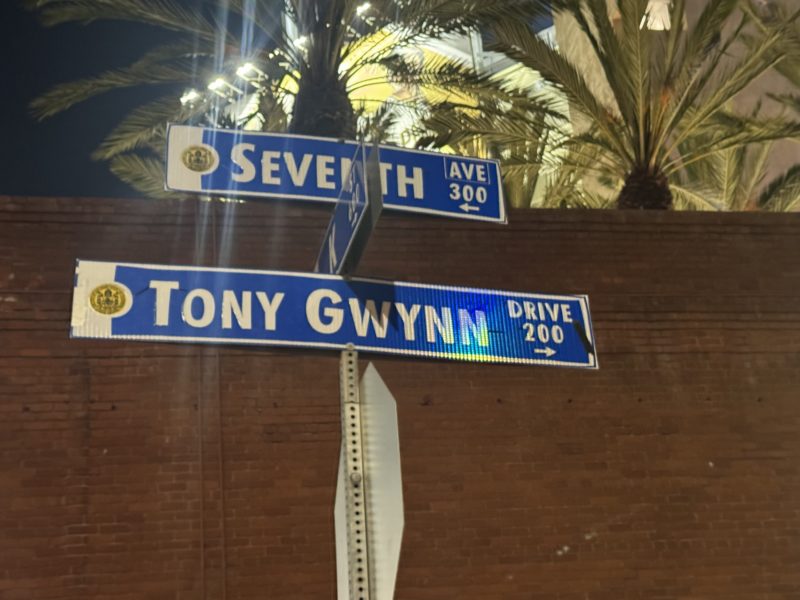 SEVENTH AVE
300
←
K
TONY GWYNN DRIVE
200
→